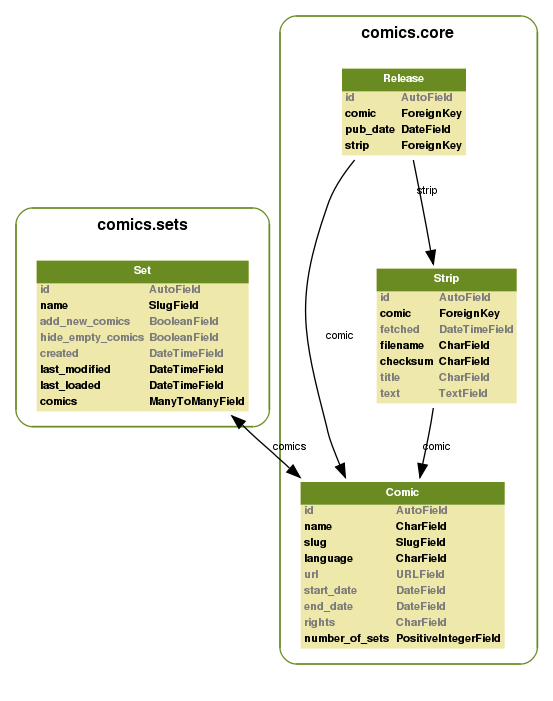 comics.core
Release
id AutoField
comic ForeignKey
pub_date DateField
strip ForeignKey
strip
comics.sets
Set
id AutoField
name SlugField
add_new_comics BooleanField
hide_empty_comics BooleanField
created DateTimeField
last_modified DateTimeField
last_loaded DateTimeField
comics ManyToManyField
Strip
id AutoField
comic ForeignKey
fetched DateTimeField
filename CharField
checksum CharField
title CharField
text TextField
comic
comics
comic
Comic
id AutoField
name CharField
slug SlugField
language CharField
url URLField
start_date DateField
end_date DateField
rights CharField
number_of_sets PositiveIntegerField